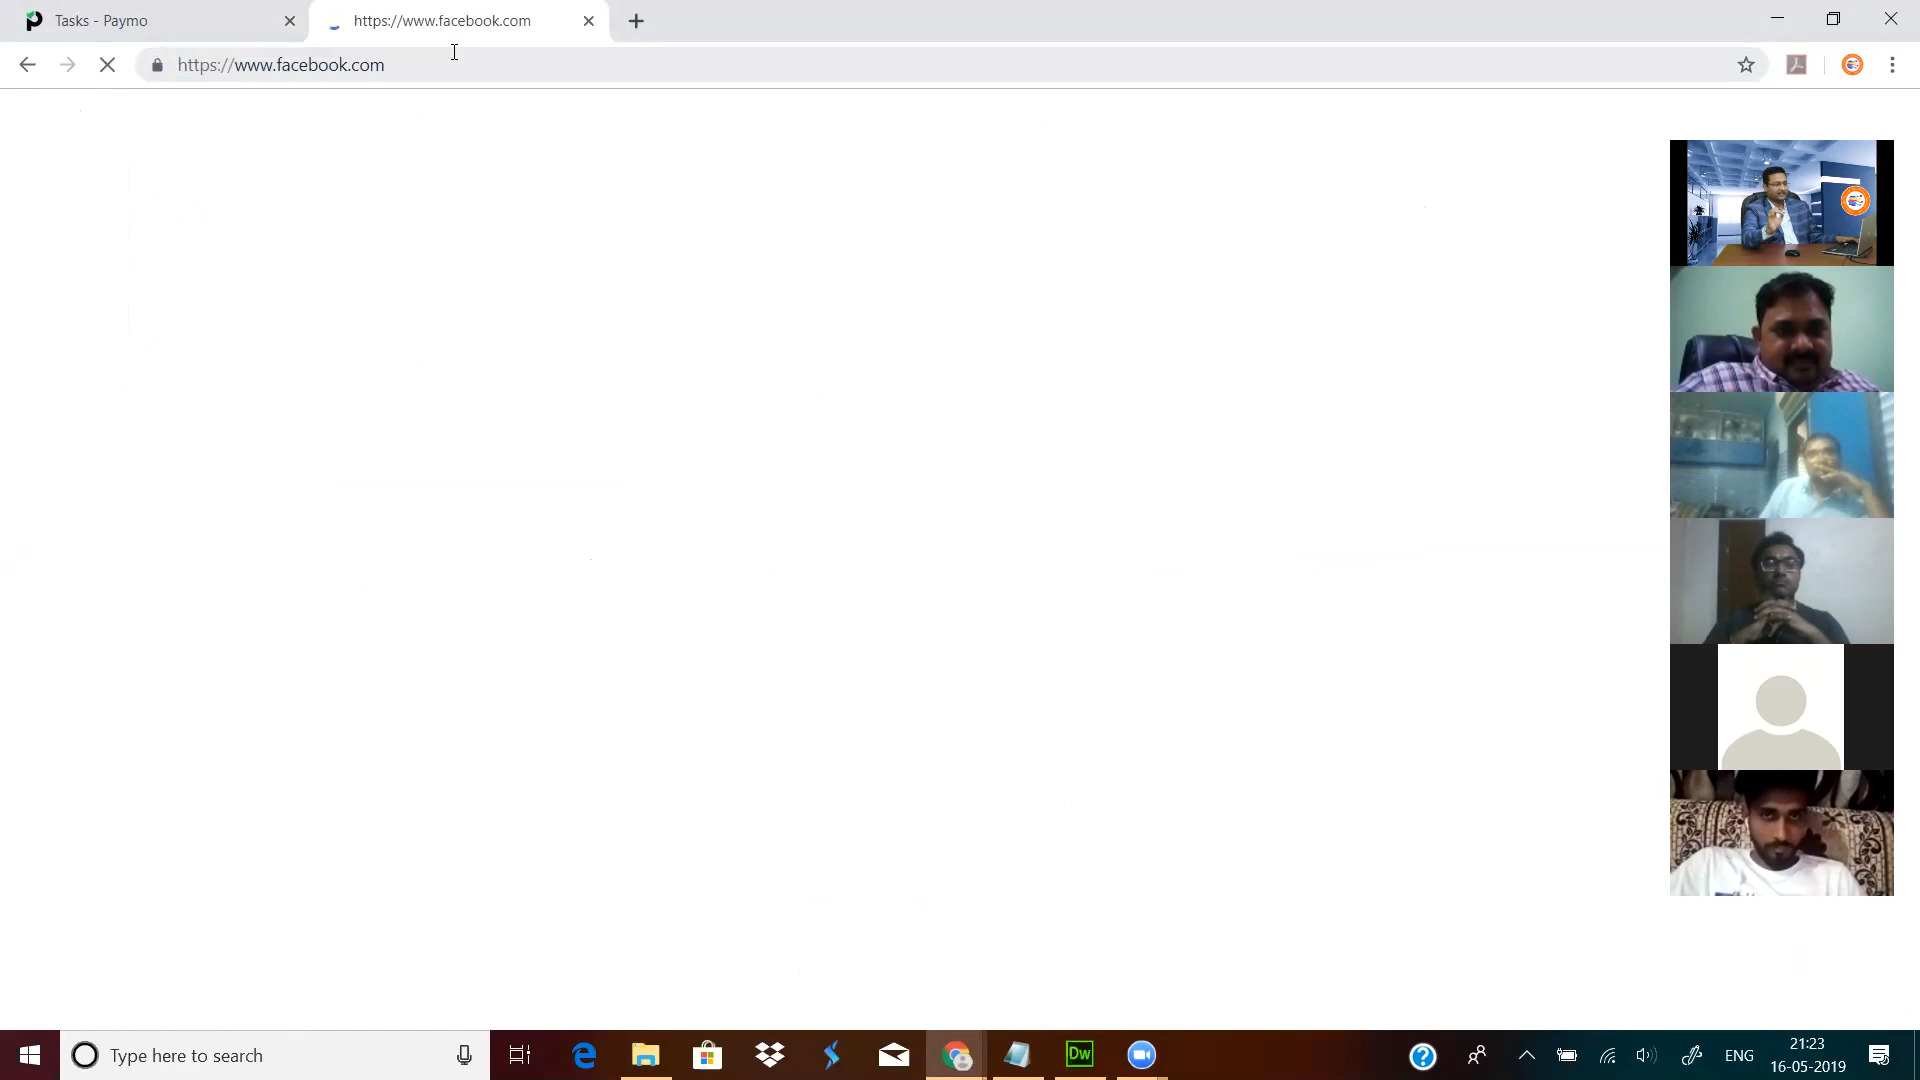 Tasks - Paymo
https://www.facebook.com
https://www.facebook.com
Type here to search
Dw
ENG
21:23
16-05-2019